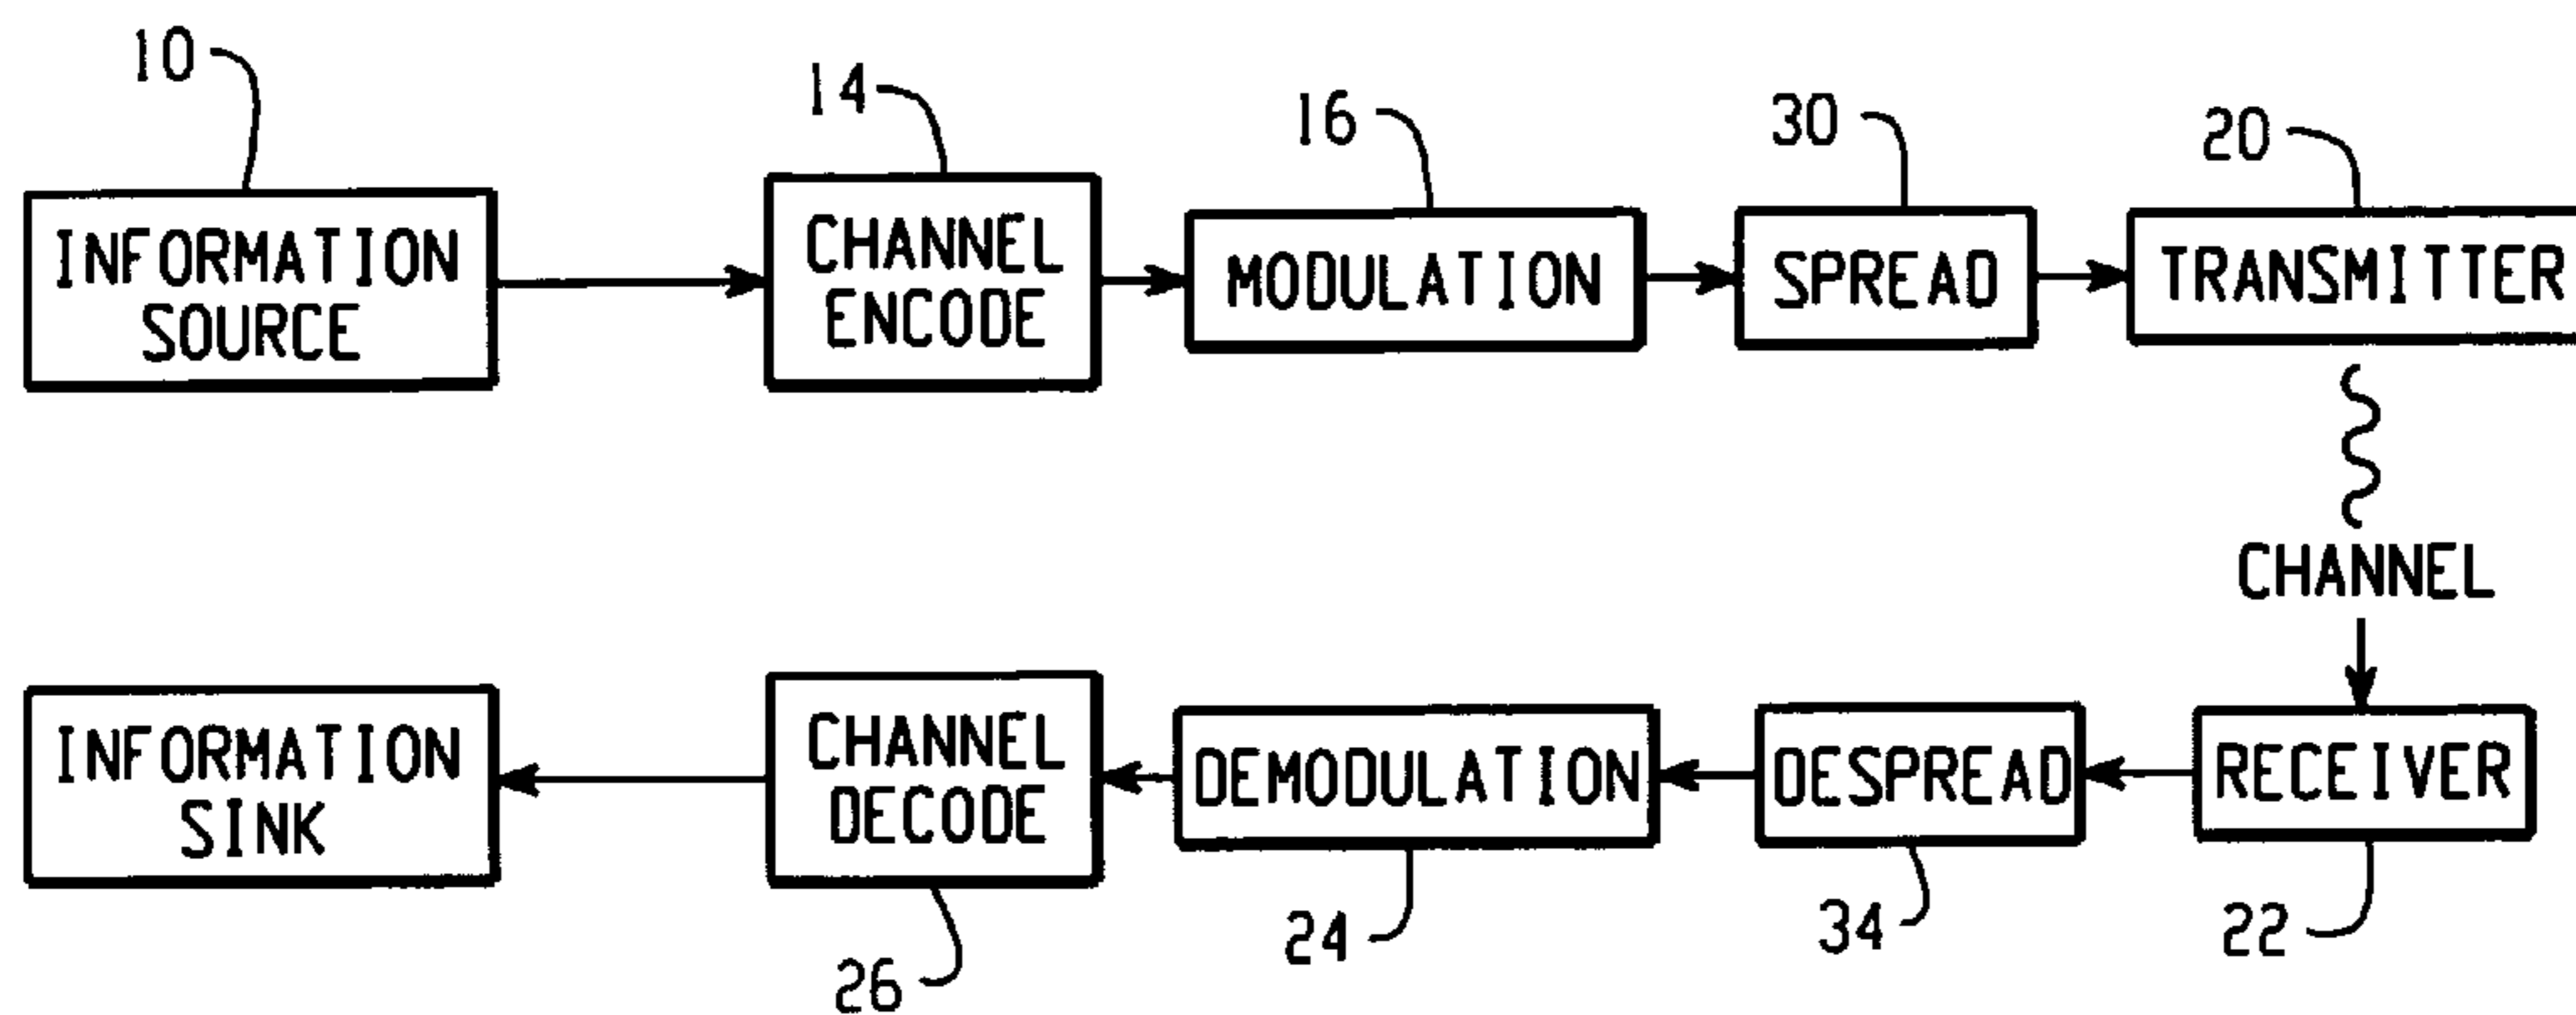 10
14
16
30
20
INFORMATION
SOURCE
CHANNEL
ENCODE
MODULATION
SPREAD
TRANSMITTER
CHANNEL
INFORMATION
SINK
CHANNEL
DECODE
DEMODULATION
DESPREAD
RECEIVER
26
24
34
22